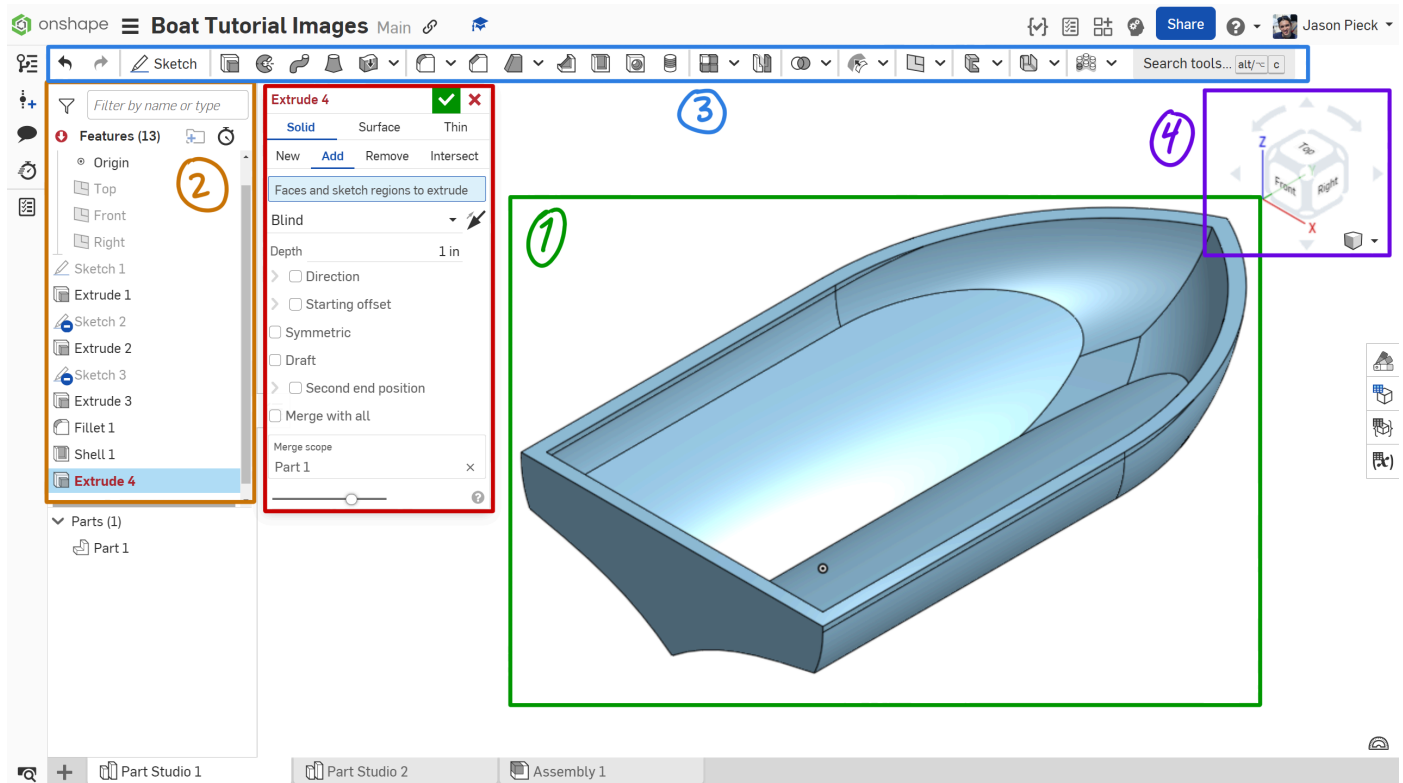 onshape Boat Tutorial Images Main Share Jason Pieck
Sketch Search tools... alt/⌥ c
3
4
Filter by name or type
Features (13)
2
Origin
Top
Front
Right
Sketch 1
Extrude 1
Sketch 2
Extrude 2
Sketch 3
Extrude 3
Fillet 1
Shell 1
Extrude 4
Parts (1)
Part 1
Extrude 4
Solid Surface Thin
New Add Remove Intersect
Faces and sketch regions to extrude
Blind
Depth 1 in
Direction
Starting offset
Symmetric
Draft
Second end position
Merge with all
Merge scope
Part 1
1
Z
Top
Front Right
X
(x)
Part Studio 1 Part Studio 2 Assembly 1